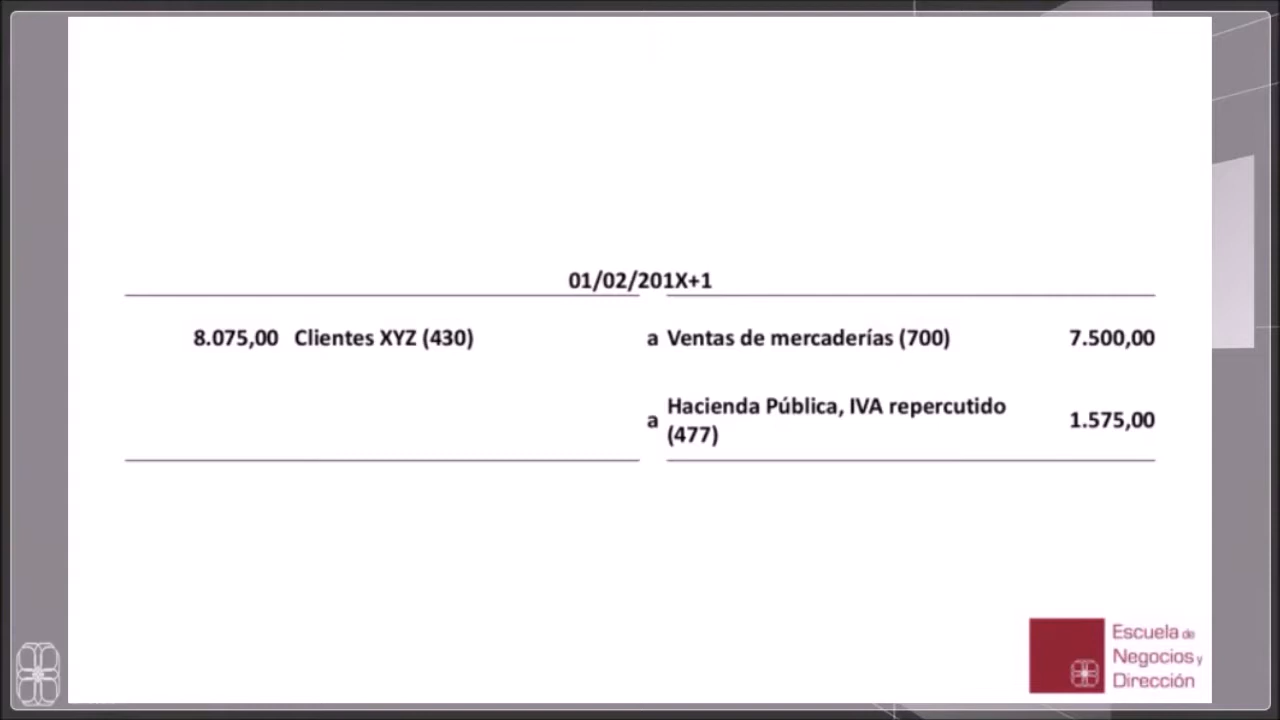 01/02/201X+1
8.075,00 Clientes XYZ (430) a Ventas de mercaderías (700) 7.500,00
a Hacienda Pública, IVA repercutido (477) 1.575,00
Escuela de
Negocios y
Dirección